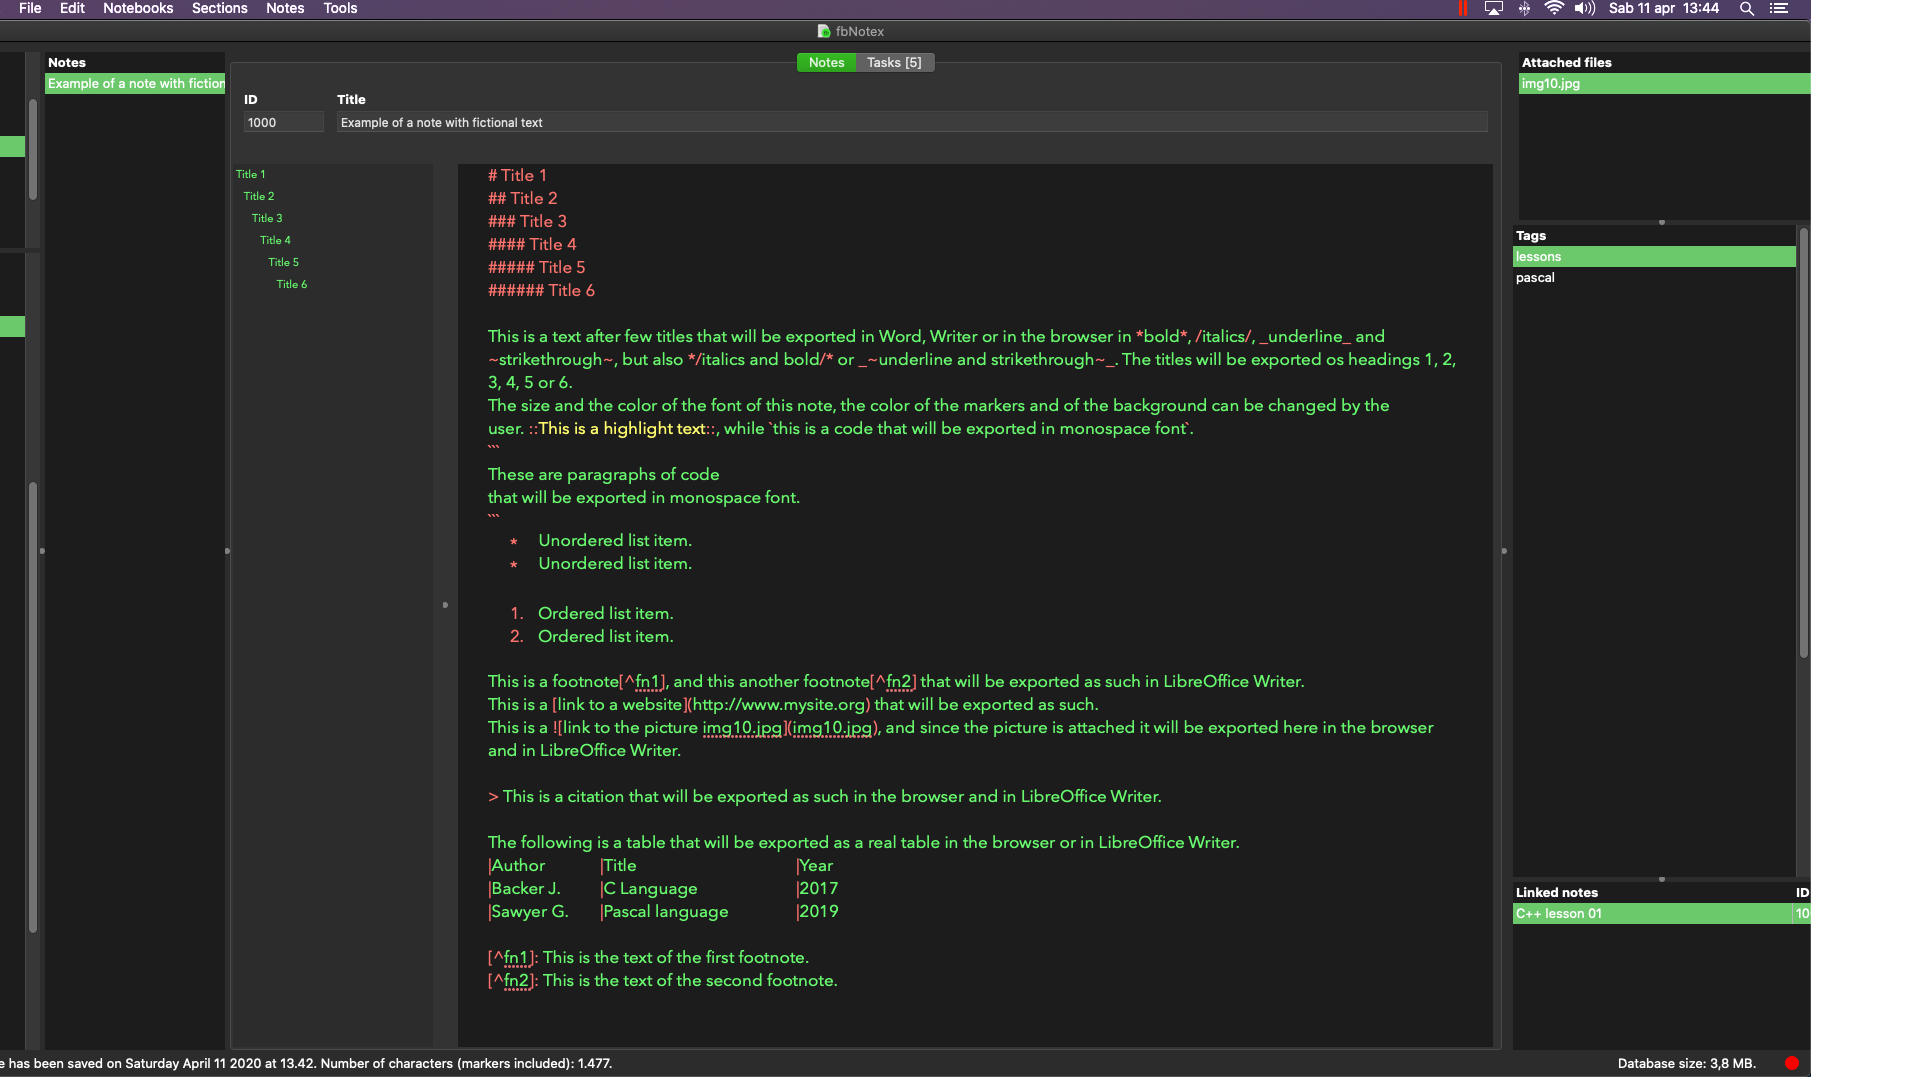 File Edit Notebooks Sections Notes Tools Sab 11 apr 13:44
fbNotex
Notes
Example of a note with fiction
Notes Tasks [5]
ID Title
1000 Example of a note with fictional text
Title 1
Title 2
Title 3
Title 4
Title 5
Title 6
# Title 1
## Title 2
### Title 3
#### Title 4
##### Title 5
###### Title 6
This is a text after few titles that will be exported in Word, Writer or in the browser in *bold*, /italics/, _underline_ and
~strikethrough~, but also */italics and bold/* or _~underline and strikethrough~_. The titles will be exported os headings 1, 2,
3, 4, 5 or 6.
The size and the color of the font of this note, the color of the markers and of the background can be changed by the
user. ::This is a highlight text::, while `this is a code that will be exported in monospace font`.
```
These are paragraphs of code
that will be exported in monospace font.
```
* Unordered list item.
* Unordered list item.
1. Ordered list item.
2. Ordered list item.
This is a footnote[^fn1], and this another footnote[^fn2] that will be exported as such in LibreOffice Writer.
This is a [link to a website](http://www.mysite.org) that will be exported as such.
This is a ![link to the picture img10.jpg](img10.jpg), and since the picture is attached it will be exported here in the browser
and in LibreOffice Writer.
> This is a citation that will be exported as such in the browser and in LibreOffice Writer.
The following is a table that will be exported as a real table in the browser or in LibreOffice Writer.
|Author |Title |Year
|Backer J. |C Language |2017
|Sawyer G. |Pascal language |2019
[^fn1]: This is the text of the first footnote.
[^fn2]: This is the text of the second footnote.
Attached files
img10.jpg
Tags
lessons
pascal
Linked notes ID
C++ lesson 01 10
e has been saved on Saturday April 11 2020 at 13.42. Number of characters (markers included): 1.477.
Database size: 3,8 MB.